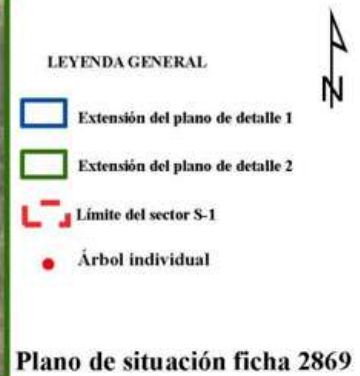 N
LEYENDA GENERAL
Extensión del plano de detalle 1
Extensión del plano de detalle 2
Límite del sector S-1
Árbol individual
Plano de situación ficha 2869